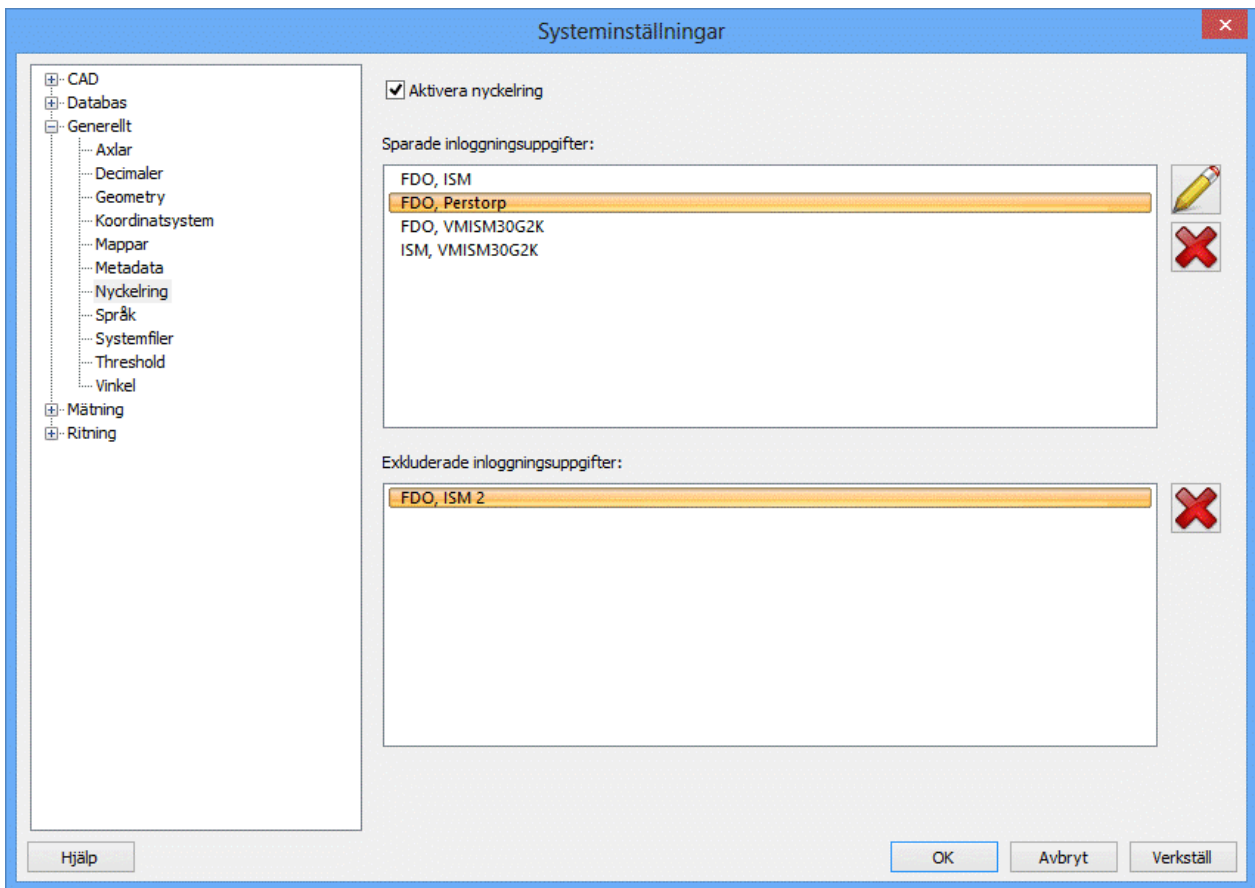 Systeminställningar
CAD
Databas
Generellt
Axlar
Decimaler
Geometry
Koordinatsystem
Mappar
Metadata
Nyckelring
Språk
Systemfiler
Threshold
Vinkel
Mätning
Ritning
Aktivera nyckelring
Sparade inloggningsuppgifter:
FDO, ISM
FDO, Perstorp
FDO, VMISM30G2K
ISM, VMISM30G2K
Exkluderade inloggningsuppgifter:
FDO, ISM 2
Hjälp
OK
Avbryt
Verkställ